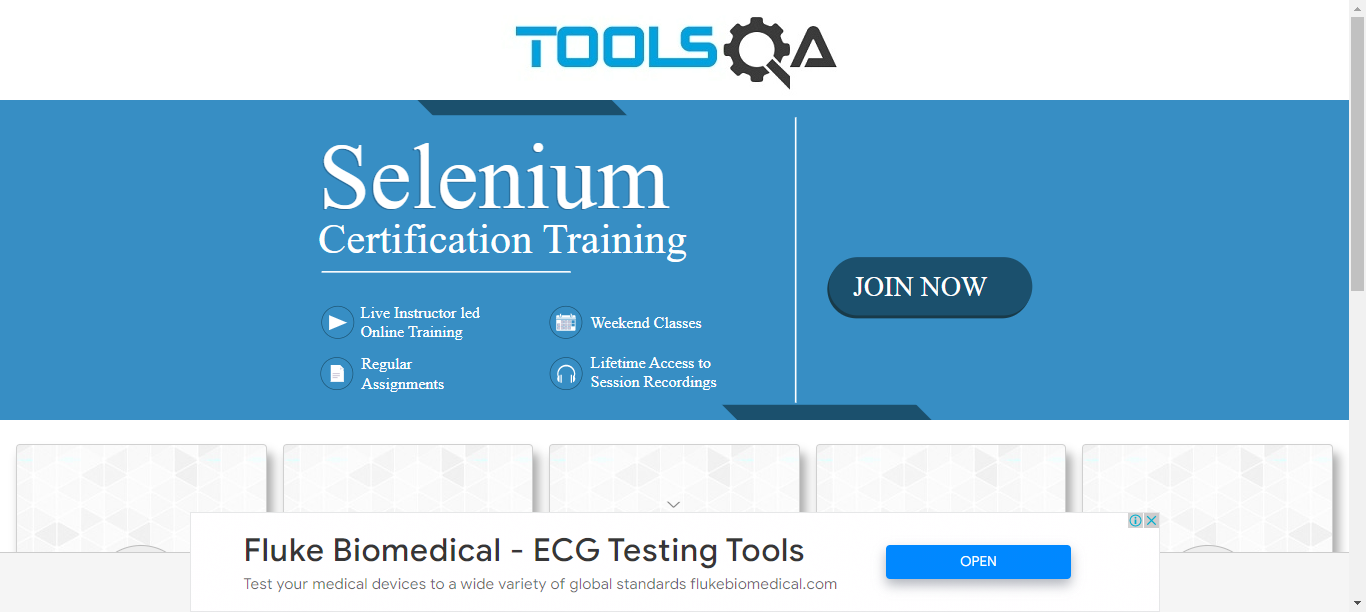 TOOLSQA
Selenium
Certification Training
Live Instructor led
Online Training
Weekend Classes
Regular
Assignments
Lifetime Access to
Session Recordings
JOIN NOW
Fluke Biomedical - ECG Testing Tools
Test your medical devices to a wide variety of global standards flukebiomedical.com
OPEN